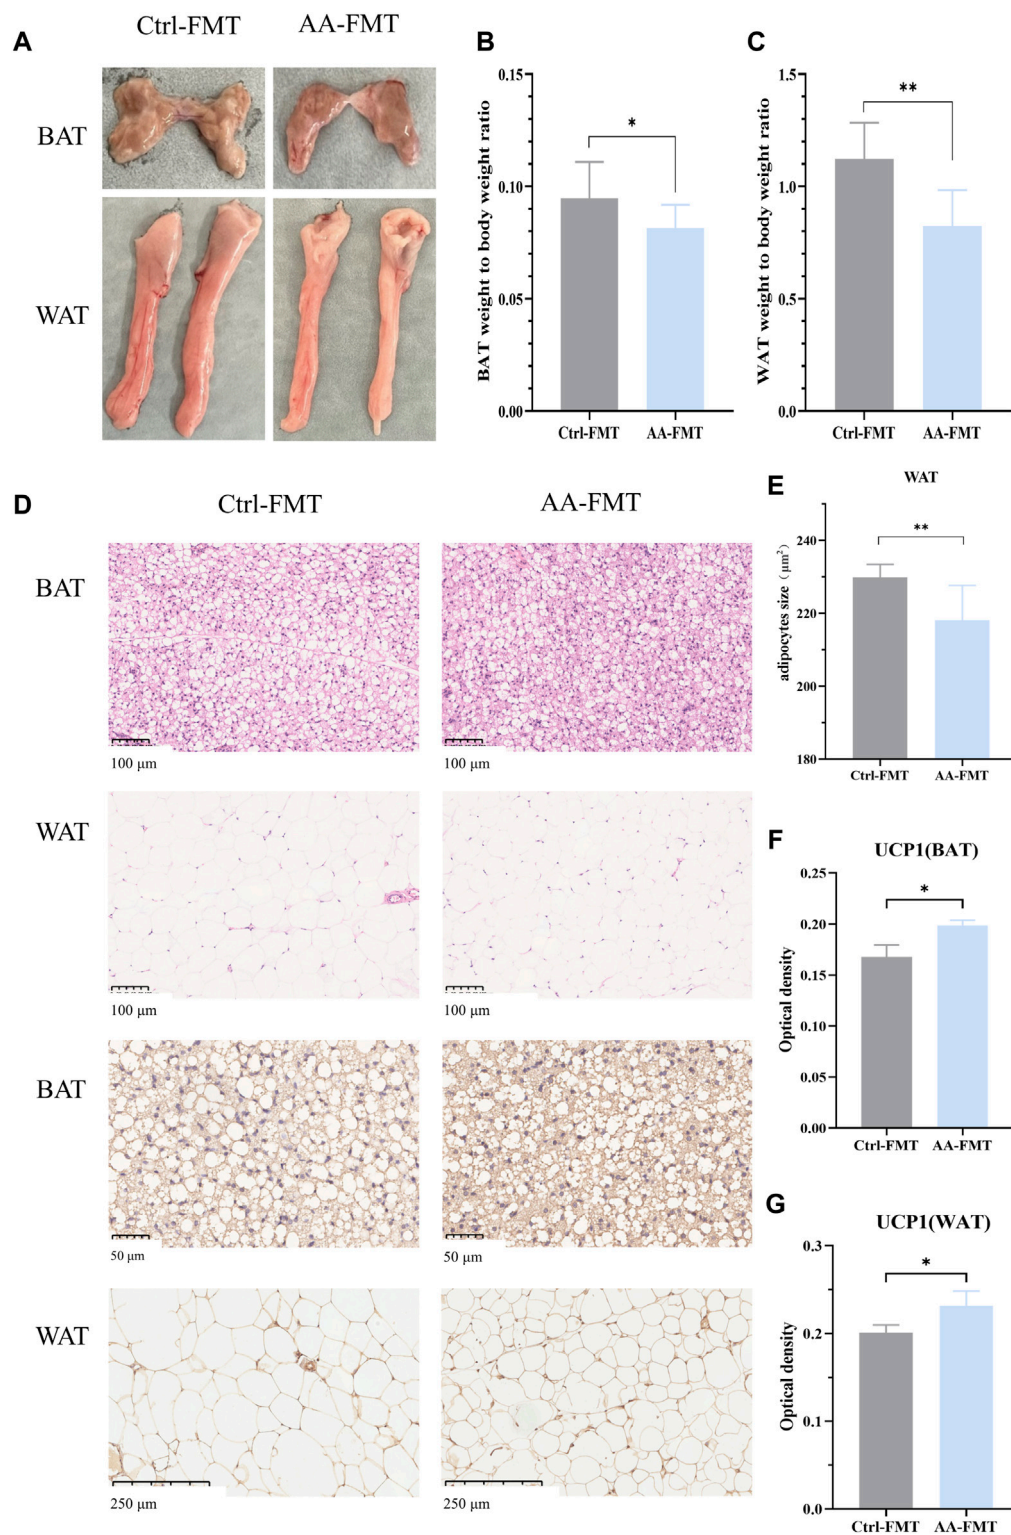 Ctrl-FMT
AA-FMT
A
BAT
WAT
B
BAT weight to body weight ratio
0.15
0.10
0.05
0.00
*
Ctrl-FMT
AA-FMT
C
WAT weight to body weight ratio
1.5
1.0
0.5
0.0
**
Ctrl-FMT
AA-FMT
D
Ctrl-FMT
AA-FMT
BAT
100 μm
100 μm
WAT
100 μm
100 μm
BAT
50 μm
50 μm
WAT
250 μm
250 μm
E
WAT
adipocytes size (μm²)
240
220
200
180
**
Ctrl-FMT
AA-FMT
F
UCP1(BAT)
Optical density
0.25
0.20
0.15
0.10
0.05
0.00
*
Ctrl-FMT
AA-FMT
G
UCP1(WAT)
Optical density
0.3
0.2
0.1
0.0
*
Ctrl-FMT
AA-FMT